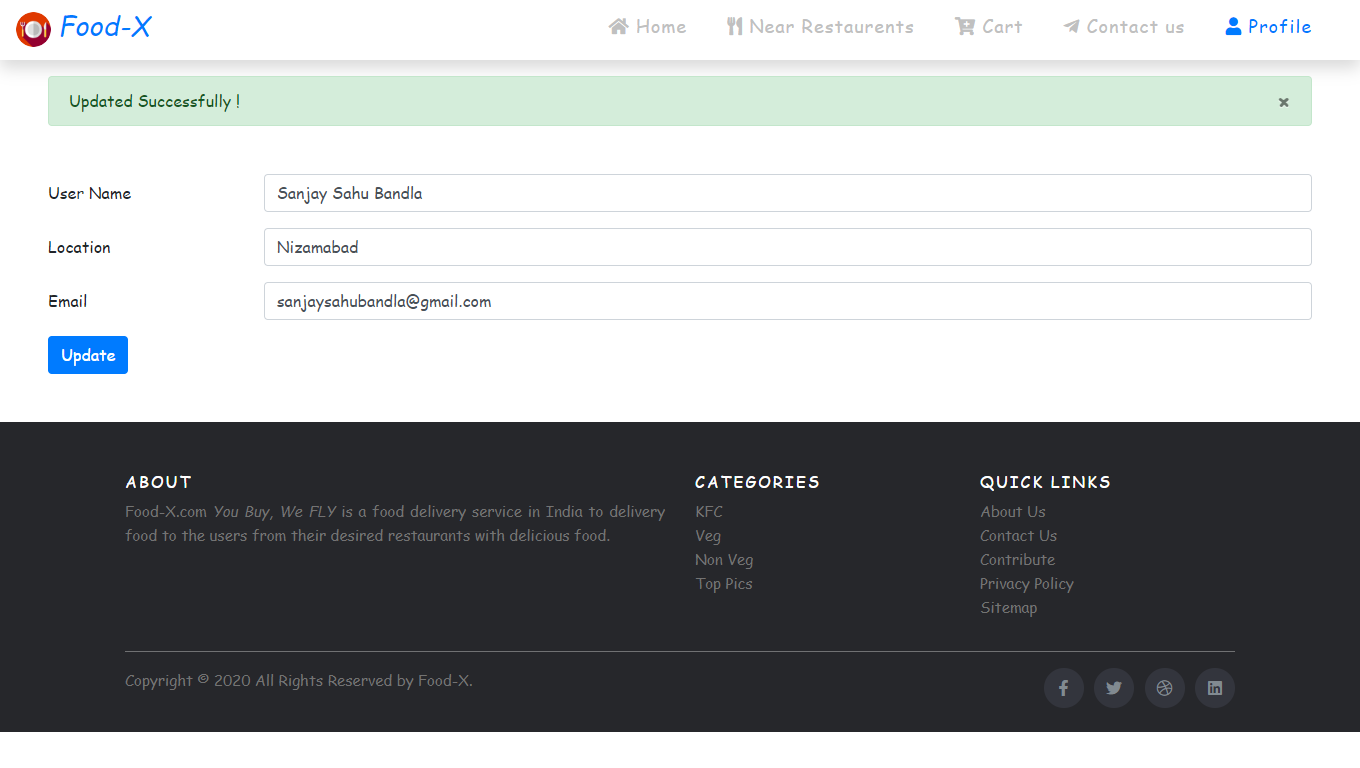 Food-X
Home
Near Restaurents
Cart
Contact us
Profile
Updated Successfully !
×
User Name
Sanjay Sahu Bandla
Location
Nizamabad
Email
sanjaysahubandla@gmail.com
Update
ABOUT
Food-X.com You Buy, We FLY is a food delivery service in India to delivery
food to the users from their desired restaurants with delicious food.
CATEGORIES
KFC
Veg
Non Veg
Top Pics
QUICK LINKS
About Us
Contact Us
Contribute
Privacy Policy
Sitemap
Copyright © 2020 All Rights Reserved by Food-X.